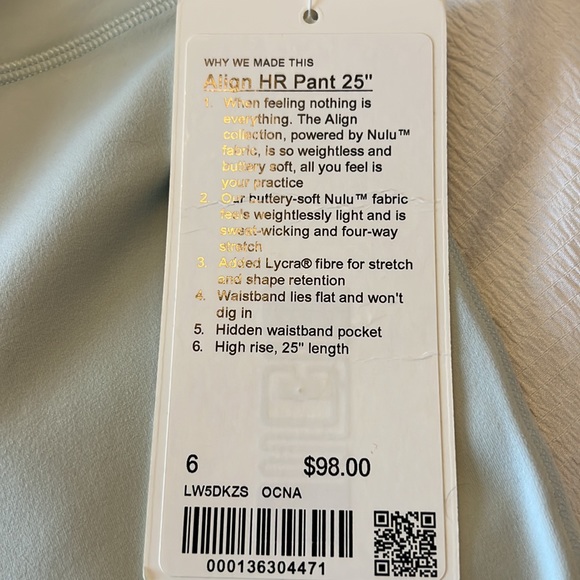 WHY WE MADE THIS
Align HR Pant 25"
1. When feeling nothing is
everything. The Align
collection, powered by Nulu™
fabric, is so weightless and
buttery soft, all you feel is
your practice
2. Our buttery-soft Nulu™ fabric
feels weightlessly light and is
sweat-wicking and four-way
stretch
3. Added Lycra® fibre for stretch
and shape retention
4. Waistband lies flat and won't
dig in
5. Hidden waistband pocket
6. High rise, 25" length
6 $98.00
LW5DKZS OCNA
000136304471